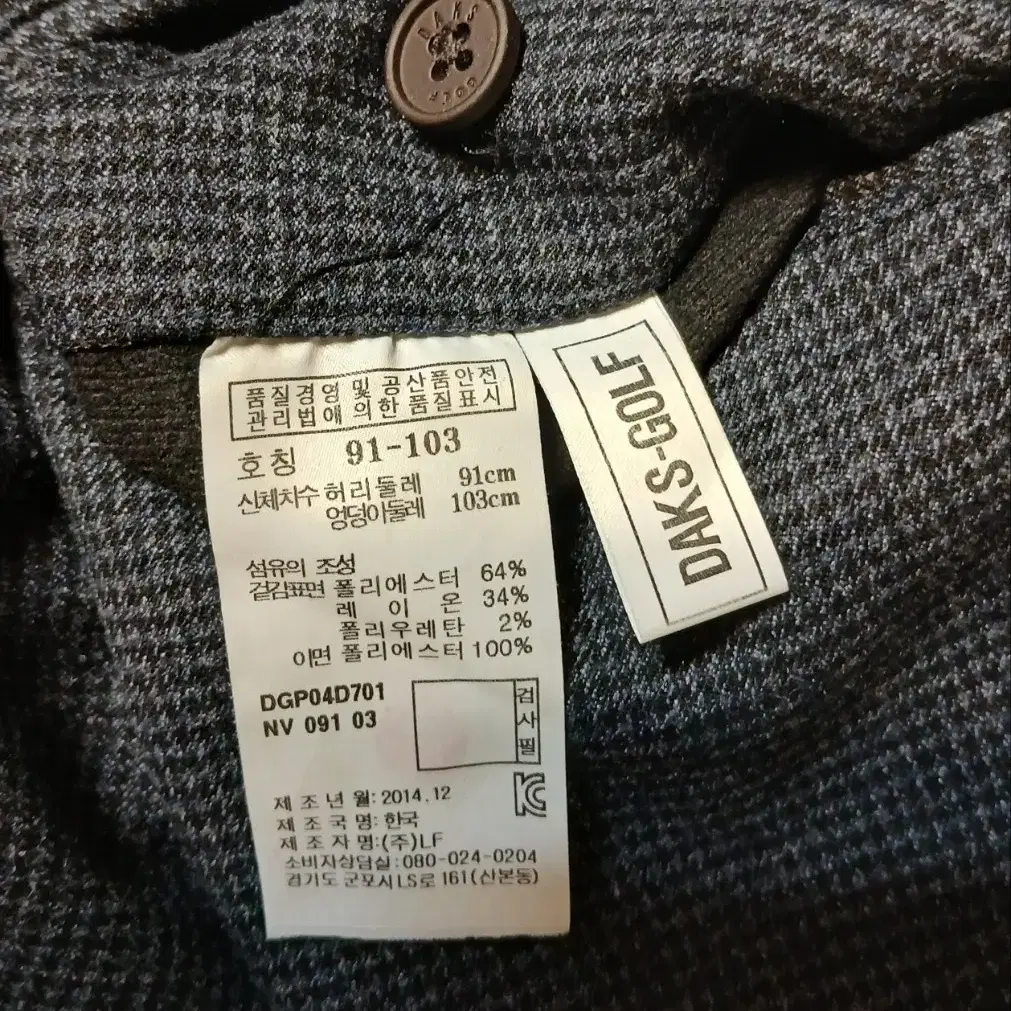 DAKS
GOLF
품질경영 및 공산품안전
관리법애 의한 품질표시
호칭 91-103
신체치수 허리둘레 91cm
엉덩이둘레 103cm
섬유의 조성
겉감표면 폴리에스터 64%
레이온 34%
폴리우레탄 2%
이면 폴리에스터 100%
DGP04D701
NV 091 03
검사필
제조년월: 2014.12
제조국명: 한국
제조자명: (주)LF
소비자상담실: 080-024-0204
경기도 군포시 LS로 161(산본동)
DAKS-GOLF